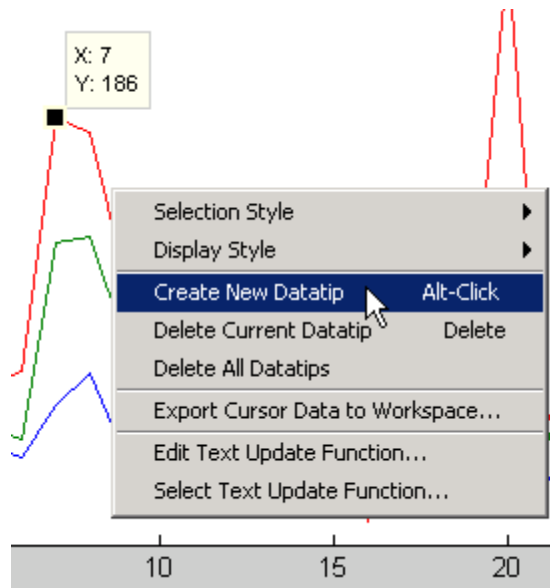 X: 7
Y: 186
Selection Style
Display Style
Create New Datatip Alt-Click
Delete Current Datatip Delete
Delete All Datatips
Export Cursor Data to Workspace...
Edit Text Update Function...
Select Text Update Function...
10 15 20